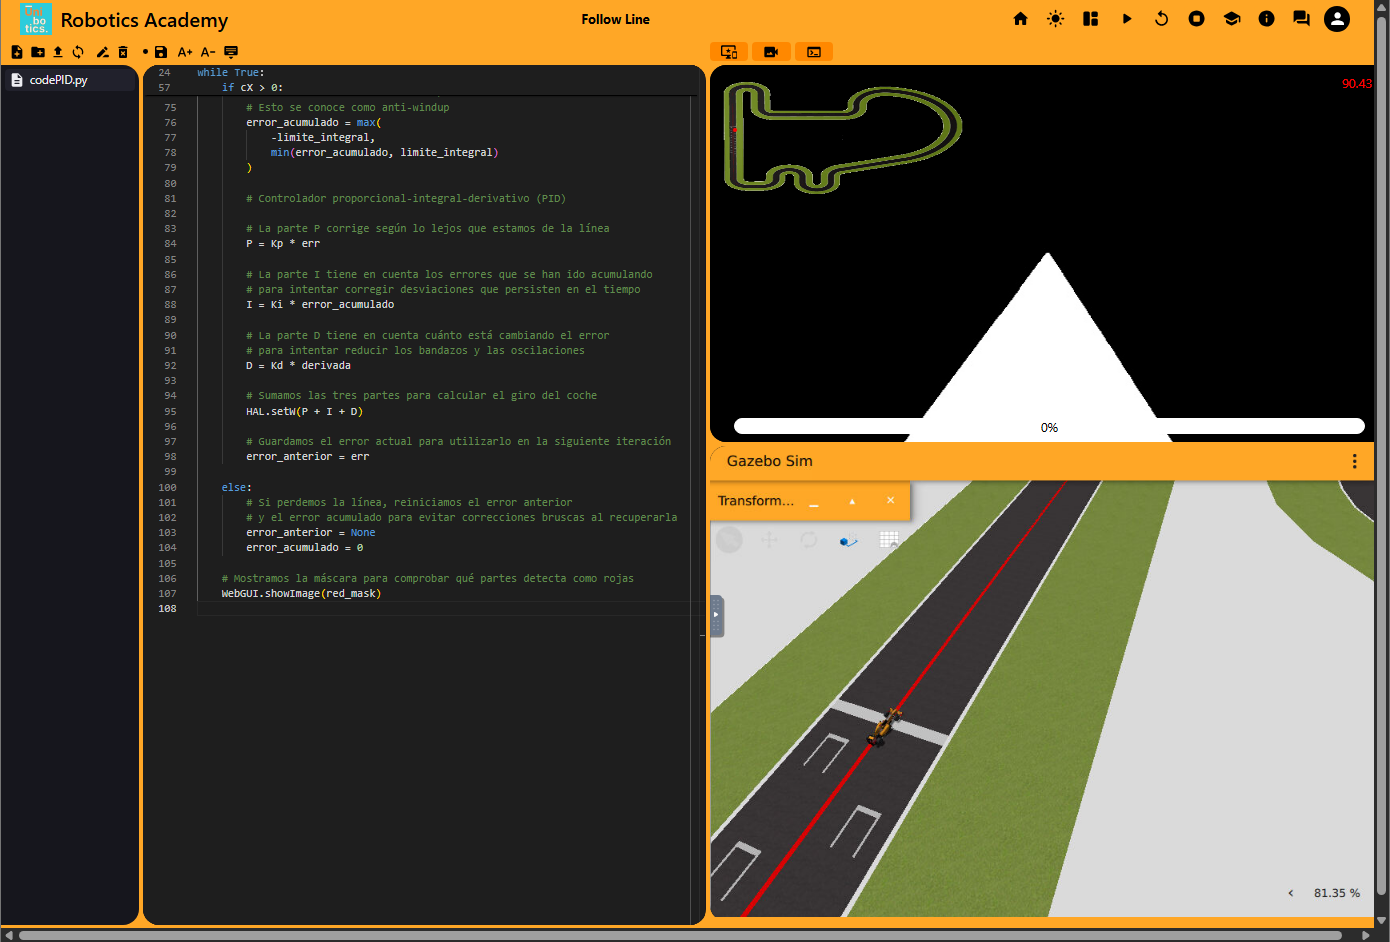 bo
tics.
Robotics Academy
Follow Line
A+ A-
codePID.py
24 while True:
57 if cX > 0:
75 # Esto se conoce como anti-windup
76 error_acumulado = max(
77 -limite_integral,
78 min(error_acumulado, limite_integral)
79 )
80
81 # Controlador proporcional-integral-derivativo (PID)
82
83 # La parte P corrige según lo lejos que estamos de la línea
84 P = Kp * err
85
86 # La parte I tiene en cuenta los errores que se han ido acumulando
87 # para intentar corregir desviaciones que persisten en el tiempo
88 I = Ki * error_acumulado
89
90 # La parte D tiene en cuenta cuánto está cambiando el error
91 # para intentar reducir los bandazos y las oscilaciones
92 D = Kd * derivada
93
94 # Sumamos las tres partes para calcular el giro del coche
95 HAL.setW(P + I + D)
96
97 # Guardamos el error actual para utilizarlo en la siguiente iteración
98 error_anterior = err
99
100 else:
101 # Si perdemos la línea, reiniciamos el error anterior
102 # y el error acumulado para evitar correcciones bruscas al recuperarla
103 error_anterior = None
104 error_acumulado = 0
105
106 # Mostramos la máscara para comprobar qué partes detecta como rojas
107 WebGUI.showImage(red_mask)
108
90.43
0%
Gazebo Sim
Transform...
81.35 %